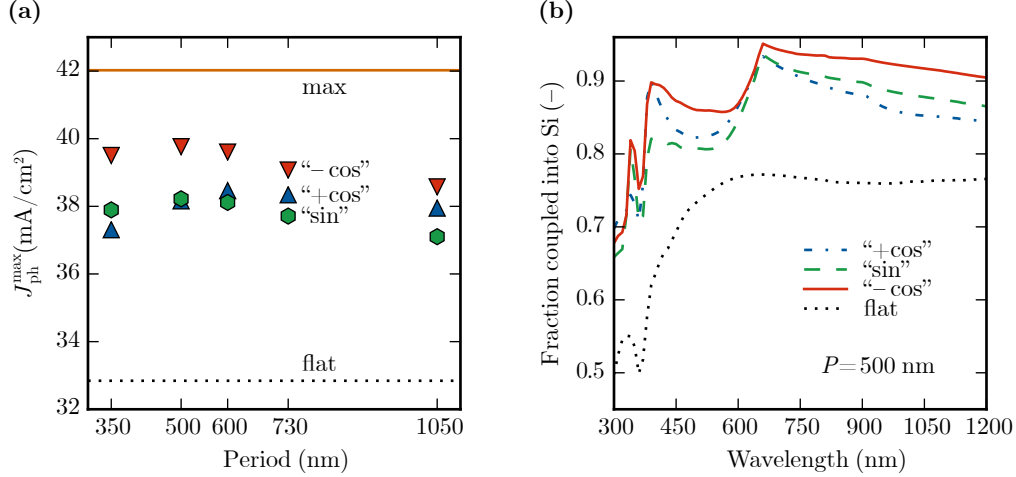 (a)
42
40
38
36
34
32
J_ph^max(mA/cm²)
max
“−cos”
“+cos”
“sin”
flat
350
500
600
730
1050
Period (nm)
(b)
0.9
0.8
0.7
0.6
0.5
Fraction coupled into Si (−)
“+cos”
“sin”
“−cos”
flat
P=500 nm
300
450
600
750
900
1050
1200
Wavelength (nm)